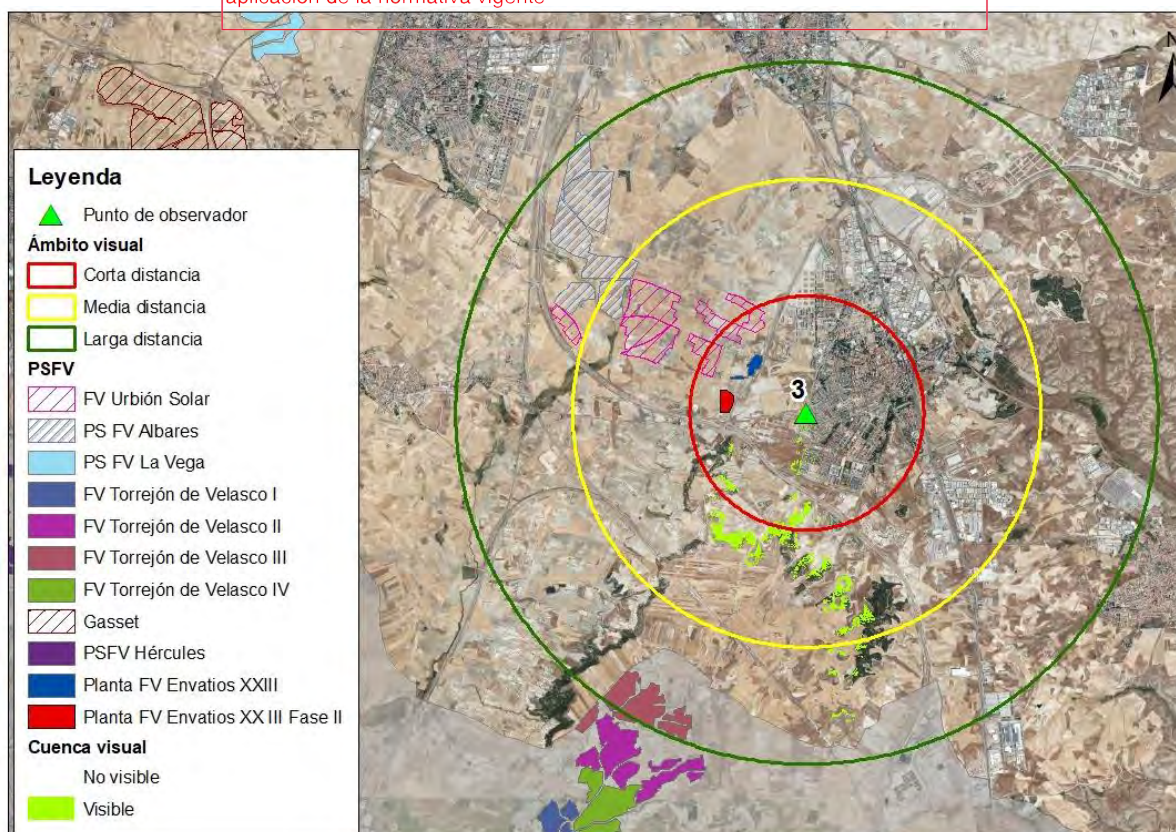 aplicación de la normativa vigente
N
Leyenda
Punto de observador
Ámbito visual
Corta distancia
Media distancia
Larga distancia
PSFV
FV Urbión Solar
PS FV Albares
PS FV La Vega
FV Torrejón de Velasco I
FV Torrejón de Velasco II
FV Torrejón de Velasco III
FV Torrejón de Velasco IV
Gasset
PSFV Hércules
Planta FV Envatios XXIII
Planta FV Envatios XX III Fase II
Cuenca visual
No visible
Visible
3